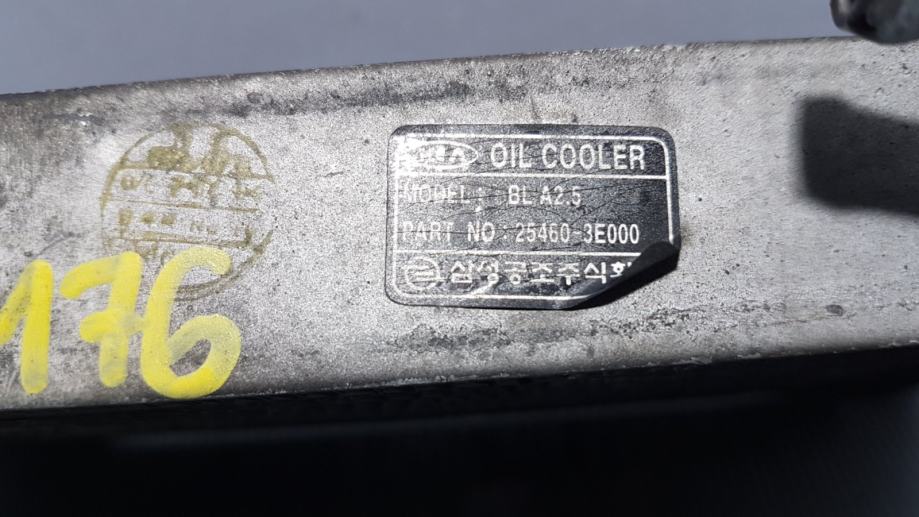 KIA OIL COOLER
MODEL: BL A2.5
PART NO : 25460-3E000
삼성공조주식회
176